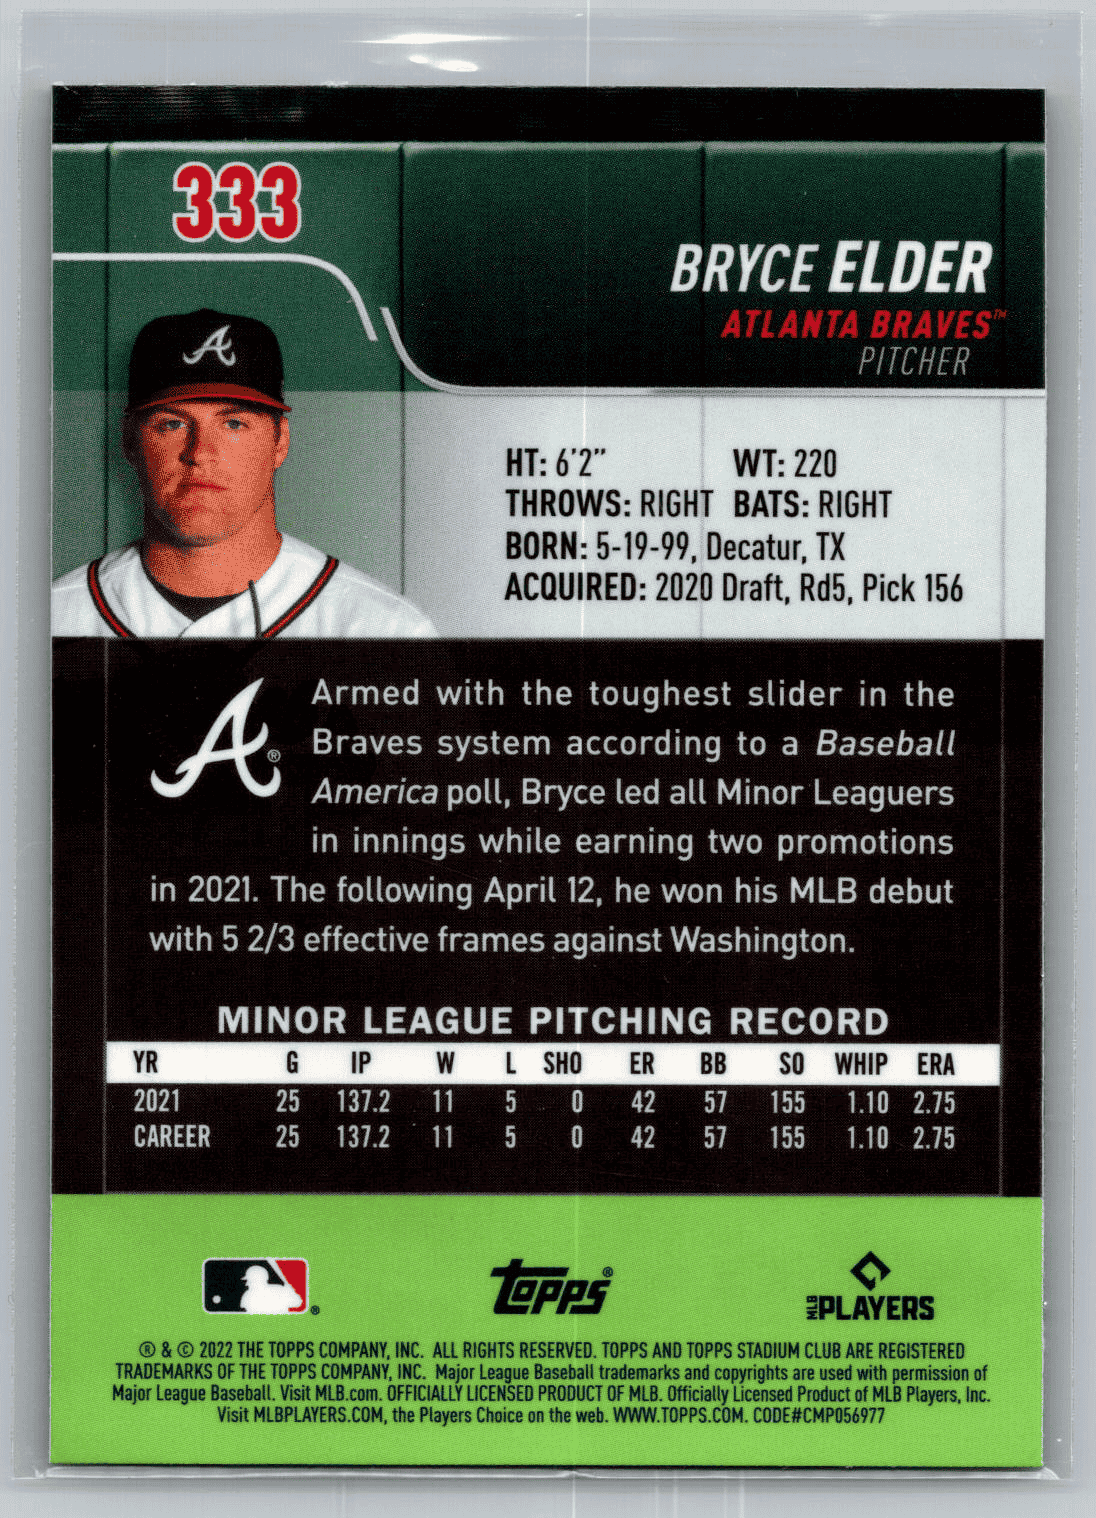 333
BRYCE ELDER
ATLANTA BRAVES™
PITCHER
HT: 6'2" WT: 220
THROWS: RIGHT BATS: RIGHT
BORN: 5-19-99, Decatur, TX
ACQUIRED: 2020 Draft, Rd5, Pick 156
A
A®
Armed with the toughest slider in the
Braves system according to a Baseball
America poll, Bryce led all Minor Leaguers
in innings while earning two promotions
in 2021. The following April 12, he won his MLB debut
with 5 2/3 effective frames against Washington.
MINOR LEAGUE PITCHING RECORD
YR G IP W L SHO ER BB SO WHIP ERA
2021 25 137.2 11 5 0 42 57 155 1.10 2.75
CAREER 25 137.2 11 5 0 42 57 155 1.10 2.75
®
Topps®
MLB PLAYERS
® & © 2022 THE TOPPS COMPANY, INC. ALL RIGHTS RESERVED. TOPPS AND TOPPS STADIUM CLUB ARE REGISTERED
TRADEMARKS OF THE TOPPS COMPANY, INC. Major League Baseball trademarks and copyrights are used with permission of
Major League Baseball. Visit MLB.com. OFFICIALLY LICENSED PRODUCT OF MLB. Officially Licensed Product of MLB Players, Inc.
Visit MLBPLAYERS.COM, the Players Choice on the web. WWW.TOPPS.COM. CODE#CMP056977